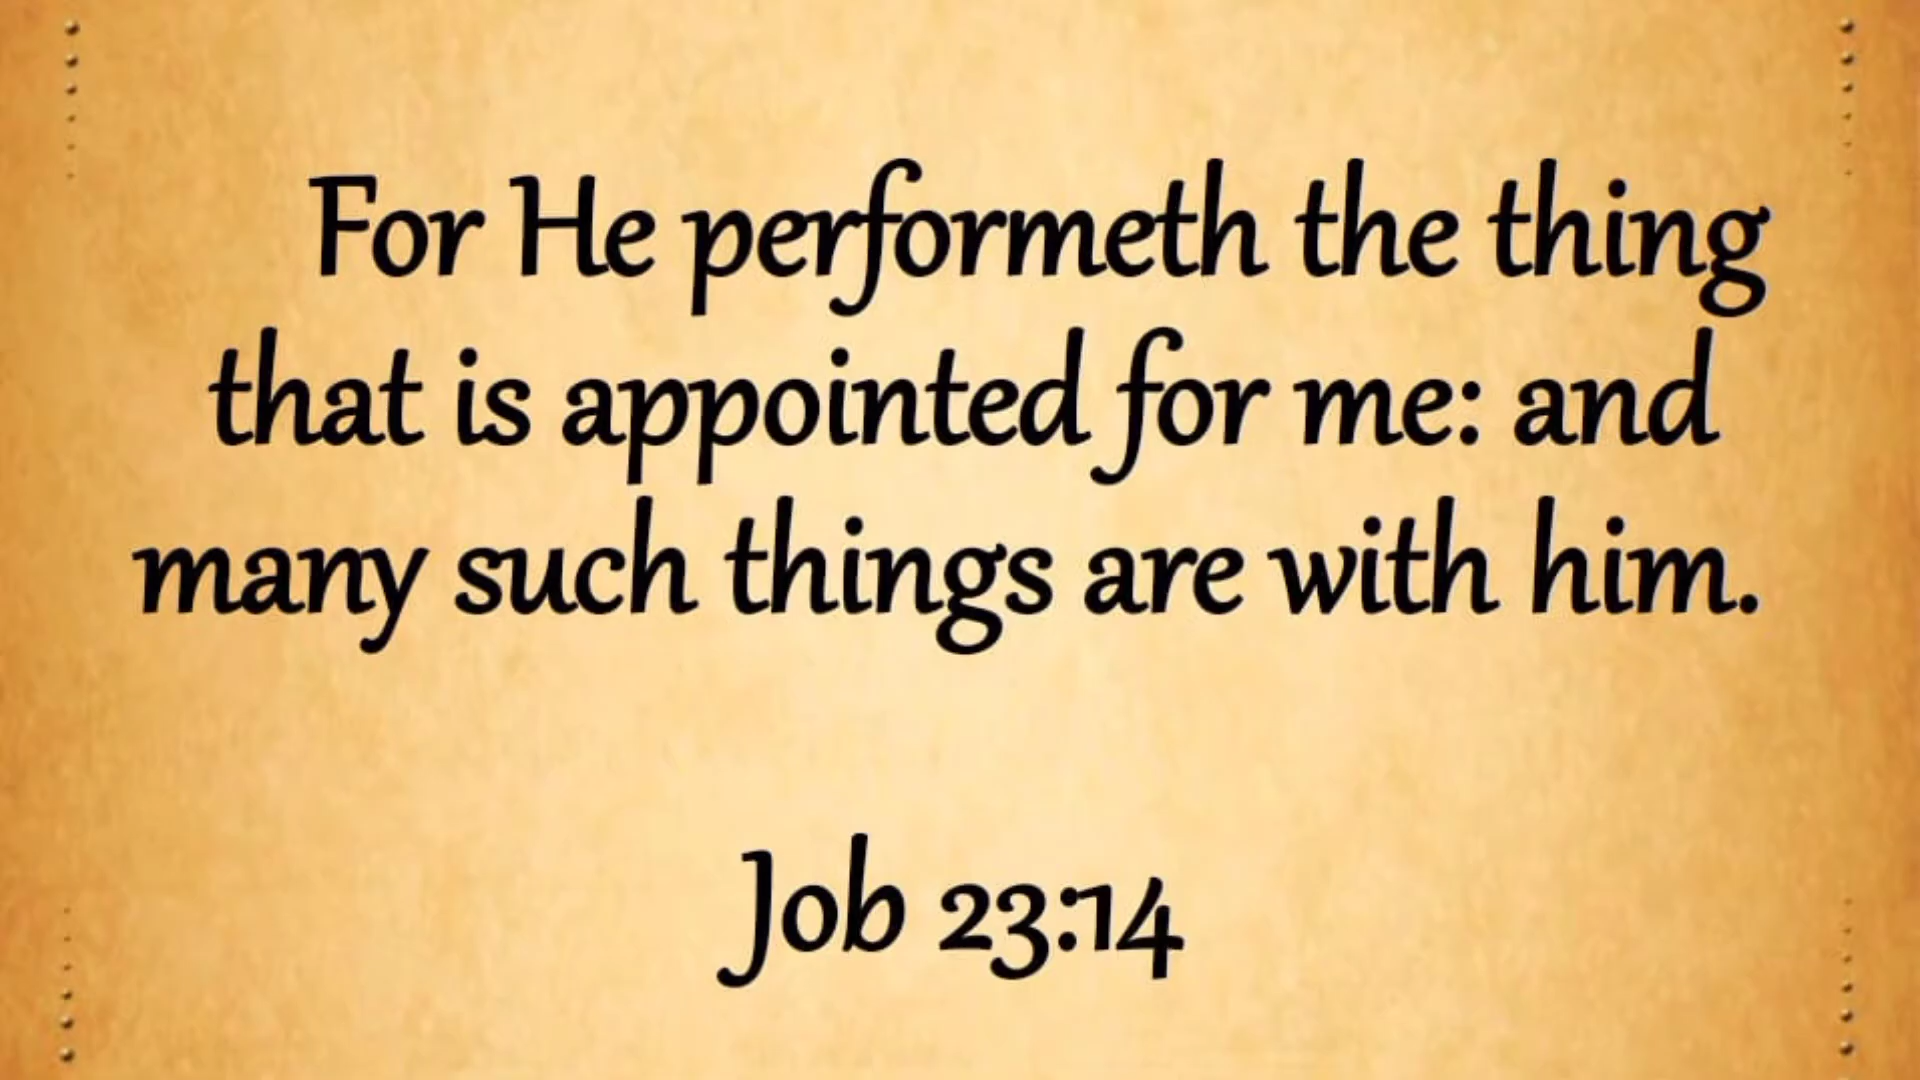 For He performeth the thing
that is appointed for me: and
many such things are with him.
Job 23:14